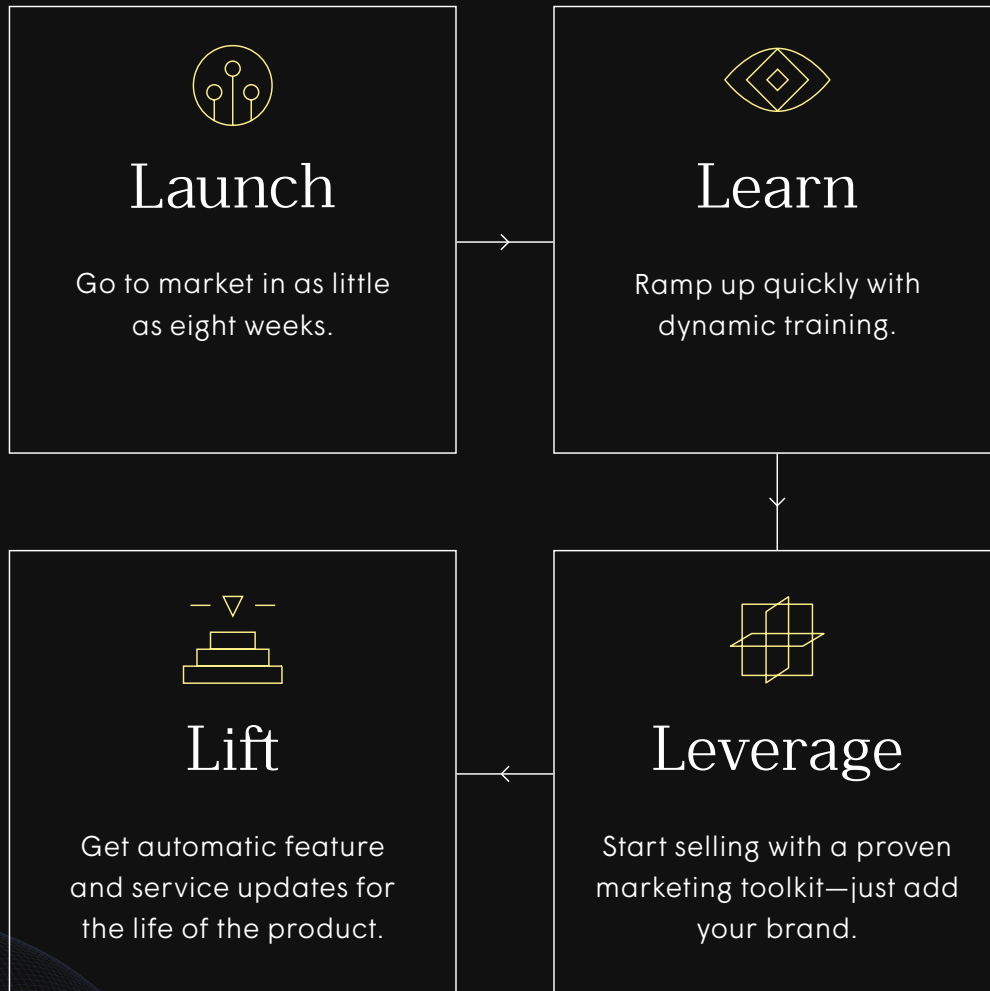 Launch
Go to market in as little
as eight weeks.
Learn
Ramp up quickly with
dynamic training.
Lift
Get automatic feature
and service updates for
the life of the product.
Leverage
Start selling with a proven
marketing toolkit—just add
your brand.